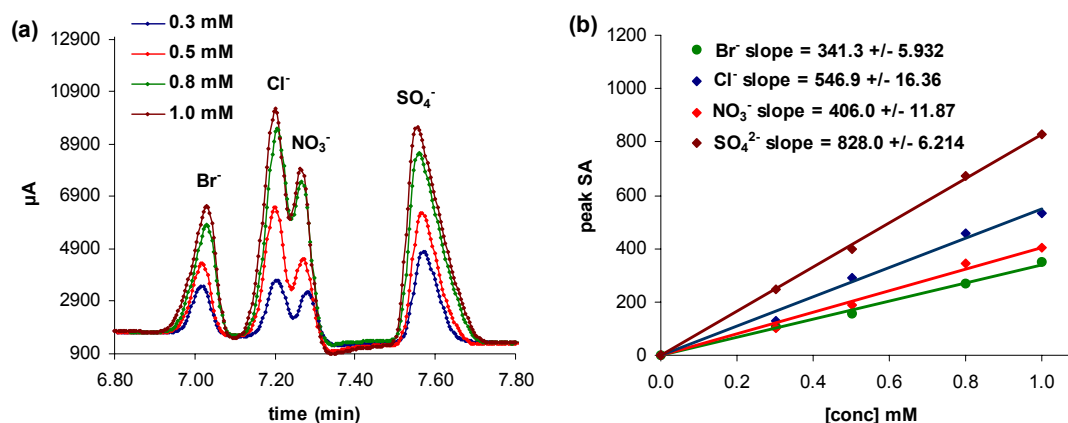 (a)
0.3 mM
0.5 mM
0.8 mM
1.0 mM
12900
10900
8900
6900
4900
2900
900
µA
Br⁻
Cl⁻
NO₃⁻
SO₄⁻
6.80 7.00 7.20 7.40 7.60 7.80
time (min)
(b)
Br⁻ slope = 341.3 +/- 5.932
Cl⁻ slope = 546.9 +/- 16.36
NO₃⁻ slope = 406.0 +/- 11.87
SO₄²⁻ slope = 828.0 +/- 6.214
1200
1000
800
600
400
200
0
peak SA
0.0 0.2 0.4 0.6 0.8 1.0
[conc] mM